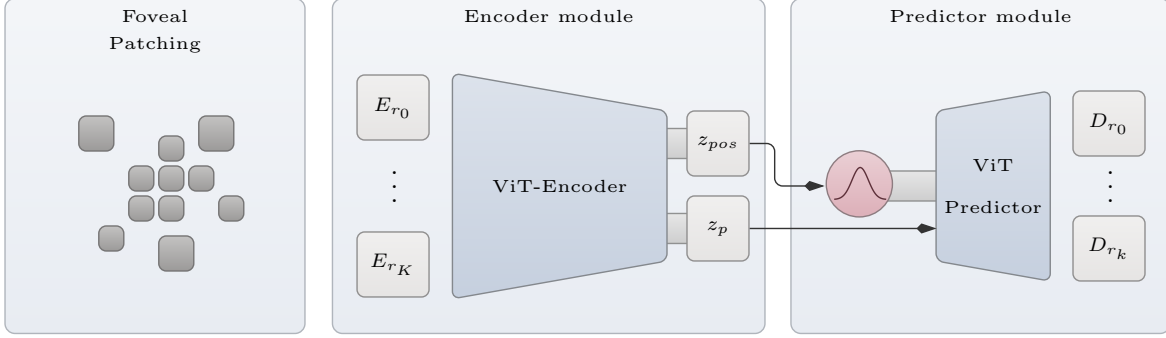 Foveal
Patching
Encoder module
E_{r_0}
⋮
E_{r_K}
ViT-Encoder
z_{pos}
z_p
Predictor module
ViT
Predictor
D_{r_0}
⋮
D_{r_k}